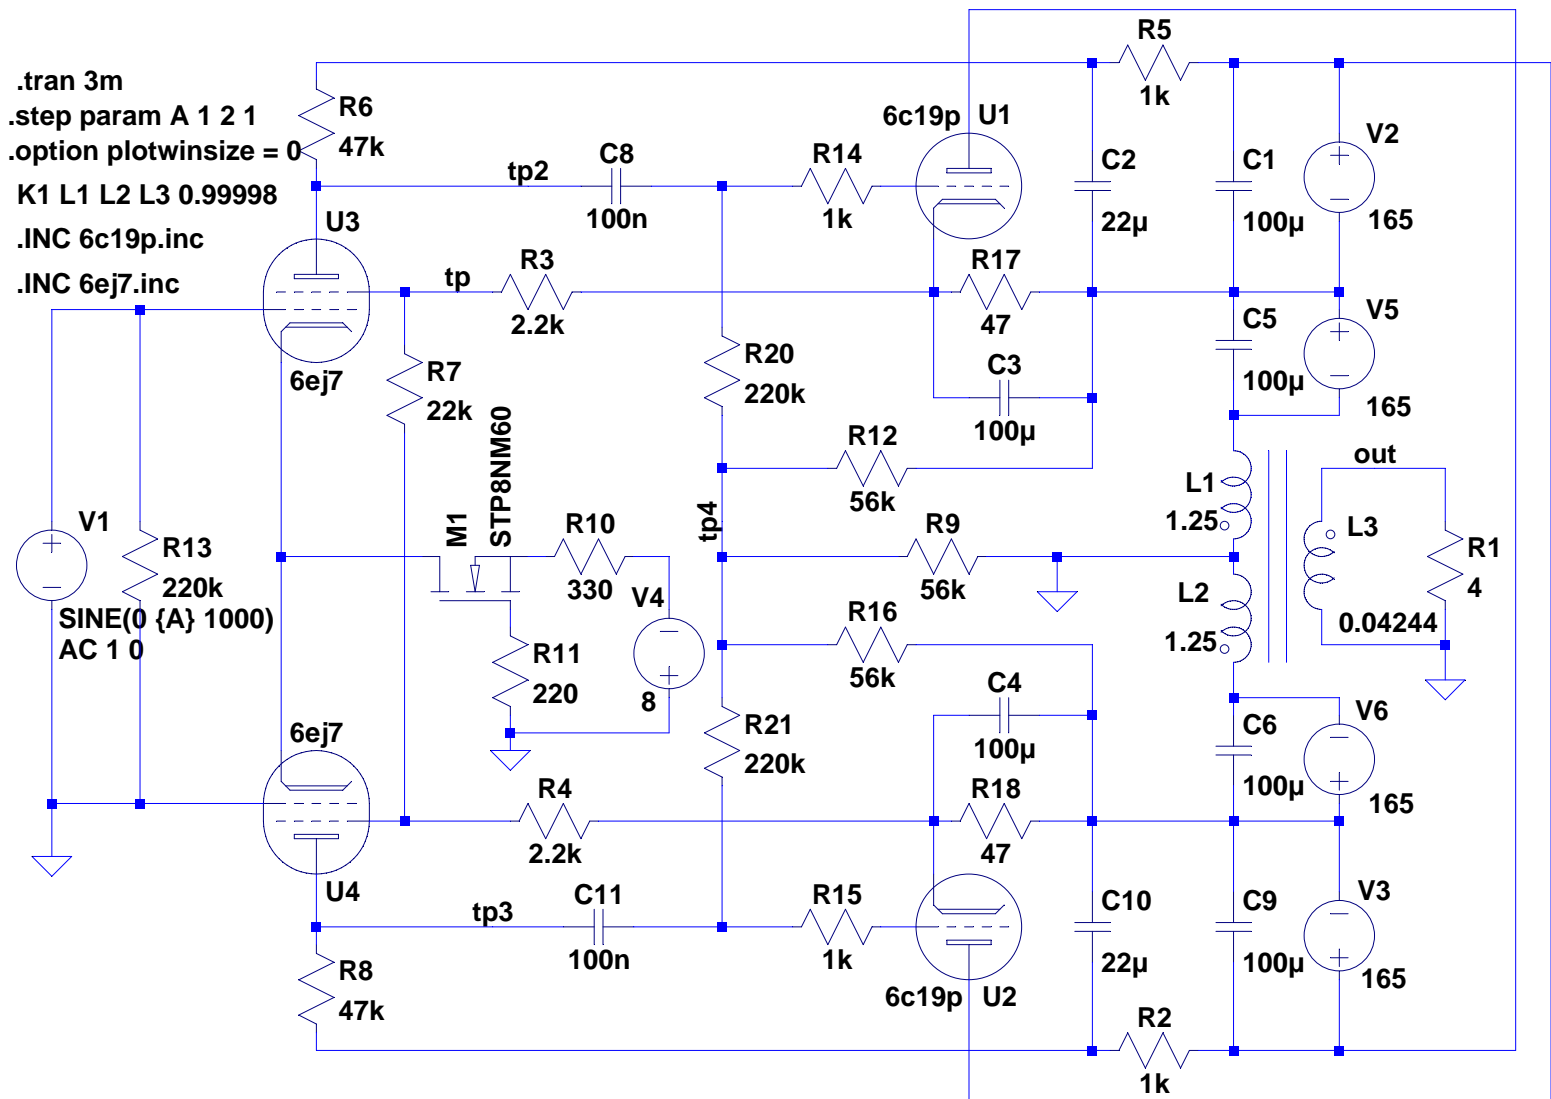 .tran 3m
.step param A 1 2 1
.option plotwinsize = 0
K1 L1 L2 L3 0.99998
.INC 6c19p.inc
.INC 6ej7.inc
R6
47k
U3
6ej7
tp2
C8
100n
tp
R3
2.2k
R7
22k
R14
1k
6c19p
U1
R5
1k
C2
22µ
C1
100µ
V2
165
R17
47
C3
100µ
C5
100µ
V5
165
R20
220k
R12
56k
tp4
R9
56k
R16
56k
R21
220k
M1
STP8NM60
R10
330
V4
8
R11
220
V1
SINE(0 {A} 1000)
AC 1 0
R13
220k
L1
1.25
L2
1.25
L3
0.04244
out
R1
4
6ej7
U4
R4
2.2k
C4
100µ
R18
47
C6
100µ
V6
165
tp3
C11
100n
R15
1k
6c19p
U2
C10
22µ
C9
100µ
V3
165
R8
47k
R2
1k